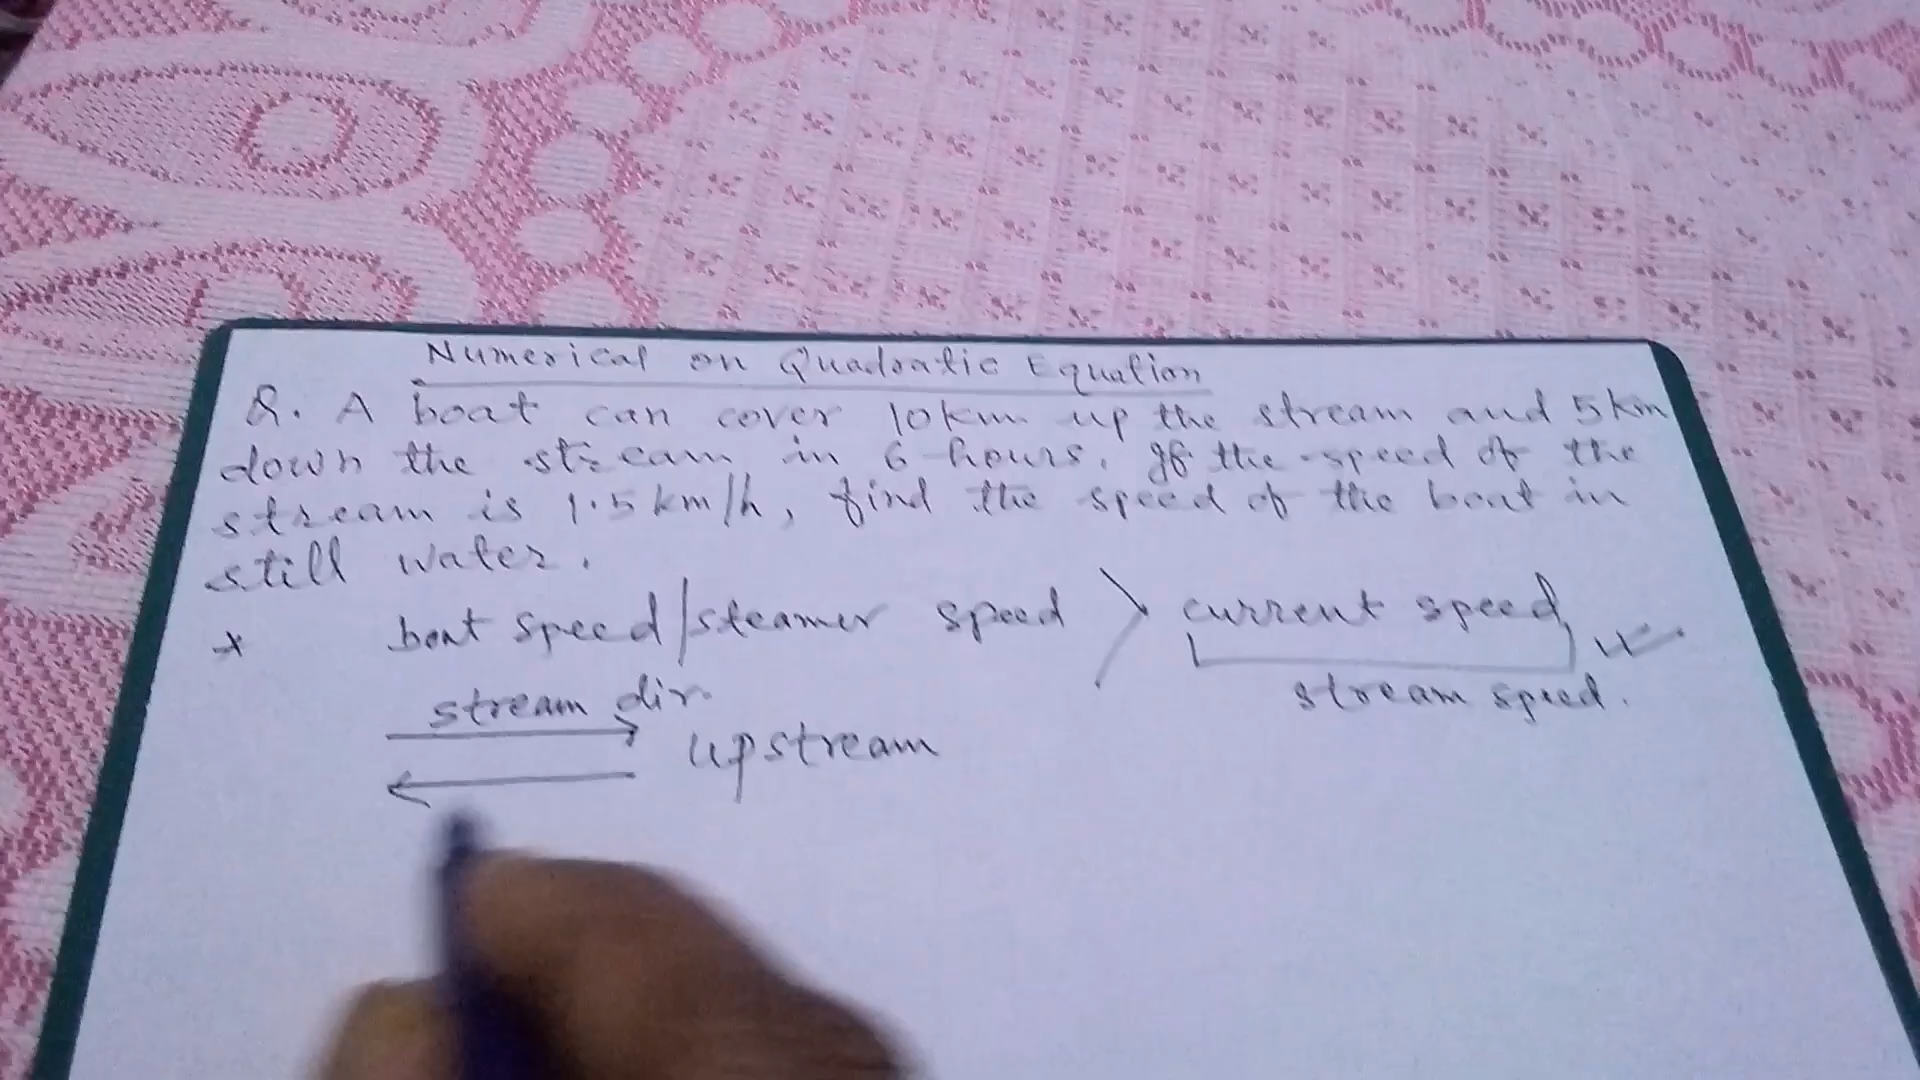 Numerical on Quadratic Equation
Q. A boat can cover 10km up the stream and 5km
down the stream in 6 hours. If the speed of the
stream is 1.5 km/h, find the speed of the boat in
still water.
* boat speed/steamer speed > current speed
stream speed.
stream dir.
upstream